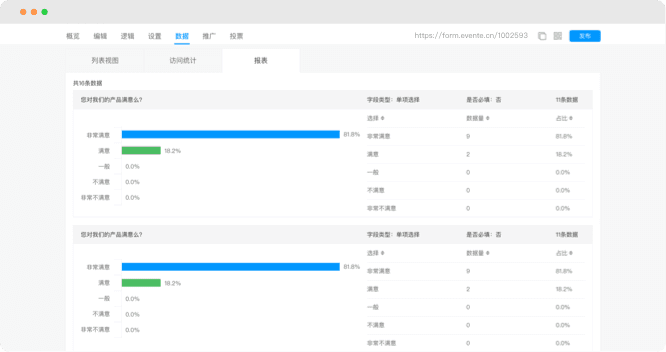 概览 编辑 逻辑 设置 数据 推广 投票 https://form.evente.cn/1002593 发布
列表视图 访问统计 报表
共10条数据
您对我们的产品满意么? 字段类型：单项选择 是否必填：否 11条数据
选择 数据量 占比
非常满意 81.8% 非常满意 9 81.8%
满意 18.2% 满意 2 18.2%
一般 0.0% 一般 0 0.0%
不满意 0.0% 不满意 0 0.0%
非常不满意 0.0% 非常不满意 0 0.0%
您对我们的产品满意么? 字段类型：单项选择 是否必填：否 11条数据
选择 数据量 占比
非常满意 81.8% 非常满意 9 81.8%
满意 18.2% 满意 2 18.2%
一般 0.0% 一般 0 0.0%
不满意 0.0% 不满意 0 0.0%
非常不满意 0.0% 非常不满意 0 0.0%